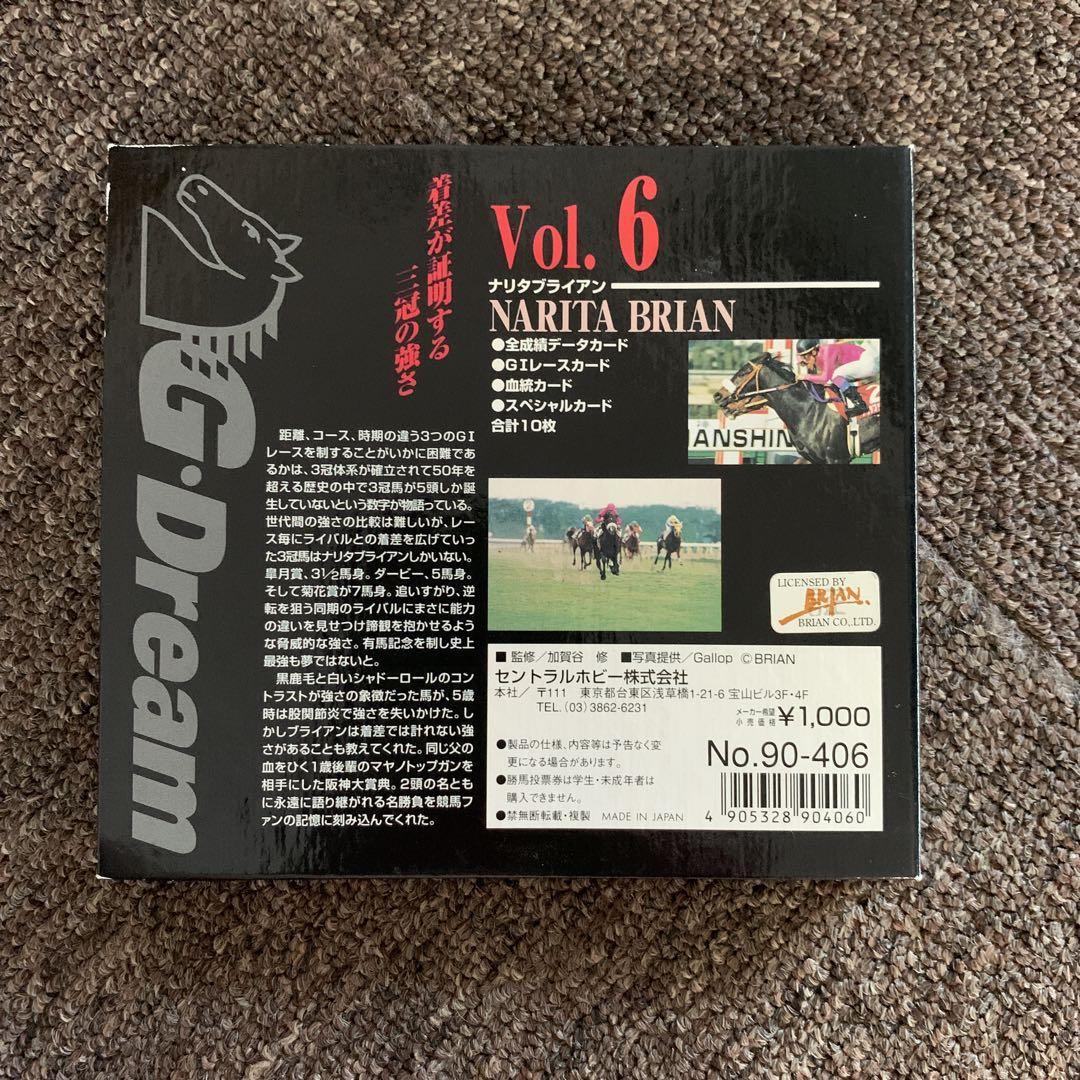 G・Dream
着差が証明する
三冠の強さ
Vol. 6
ナリタブライアン
NARITA BRIAN
●全成績データカード
●GIレースカード
●血統カード
●スペシャルカード
合計10枚
ANSHIN
距離、コース、時期の違う3つのGI
レースを制することがいかに困難であ
るかは、3冠体系が確立されて50年を
超える歴史の中で3冠馬が5頭しか誕
生していないという数字が物語っている。
世代間の強さの比較は難しいが、レー
ス毎にライバルとの着差を広げていっ
た3冠馬はナリタブライアンしかいない。
皐月賞、3½馬身。ダービー、5馬身。
そして菊花賞が7馬身。追いすがり、逆
転を狙う同期のライバルにまさに能力
の違いを見せつけ諦観を抱かせるよう
な脅威的な強さ。有馬記念を制し史上
最強も夢ではないと。
黒鹿毛と白いシャドーロールのコン
トラストが強さの象徴だった馬が、5歳
時は股関節炎で強さを失いかけた。し
かしブライアンは着差では計れない強
さがあることも教えてくれた。同じ父の
血をひく1歳後輩のマヤノトップガンを
相手にした阪神大賞典。2頭の名とも
に永遠に語り継がれる名勝負を競馬フ
ァンの記憶に刻み込んでくれた。
LICENSED BY
BRIAN.
BRIAN CO.,LTD.
■ 監修／加賀谷 修 ■写真提供／Gallop ©BRIAN
セントラルホビー株式会社
本社／ 〒111 東京都台東区浅草橋1-21-6 宝山ビル3F・4F
TEL.(03)3862-6231
メーカー希望
小売価格 ¥1,000
●製品の仕様、内容等は予告なく変
更になる場合があります。
●勝馬投票券は学生・未成年者は
購入できません。
●禁無断転載・複製 MADE IN JAPAN
No.90-406
4 905328 904060